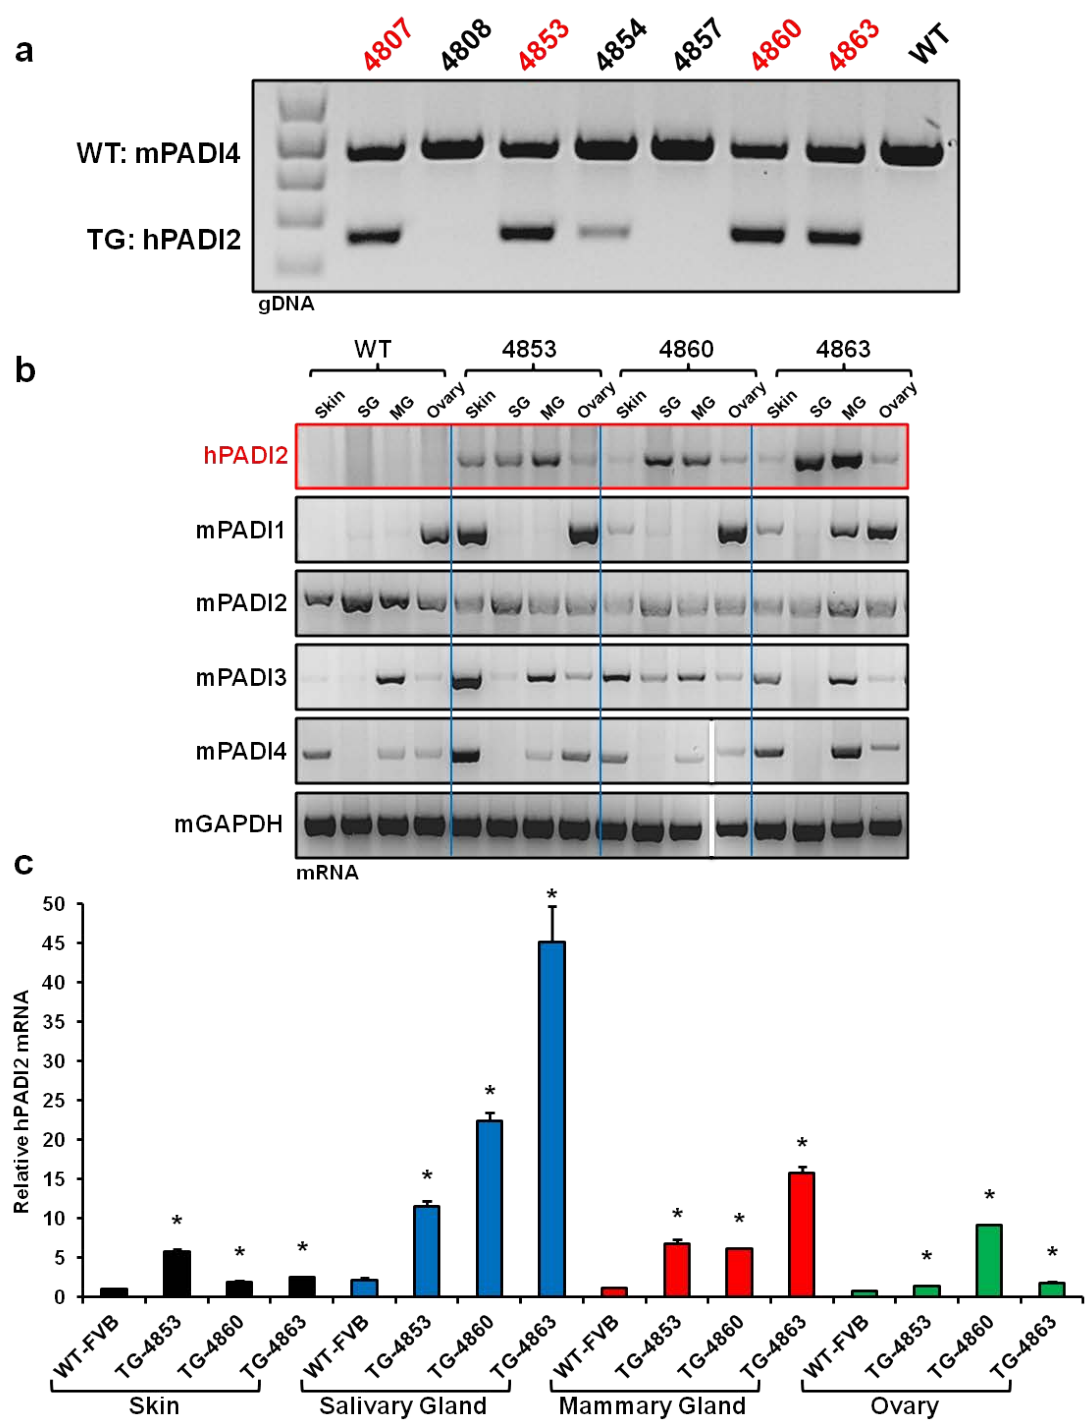 a
4807 4808 4853 4854 4857 4860 4863 WT
WT: mPADI4
TG: hPADI2
gDNA
b
WT 4853 4860 4863
Skin SG MG Ovary Skin SG MG Ovary Skin SG MG Ovary Skin SG MG Ovary
hPADI2
mPADI1
mPADI2
mPADI3
mPADI4
mGAPDH
mRNA
c
Relative hPADI2 mRNA
50
45
40
35
30
25
20
15
10
5
0
* * * * * * * * * * * *
WT-FVB TG-4853 TG-4860 TG-4863 WT-FVB TG-4853 TG-4860 TG-4863 WT-FVB TG-4853 TG-4860 TG-4863 WT-FVB TG-4853 TG-4860 TG-4863
Skin Salivary Gland Mammary Gland Ovary